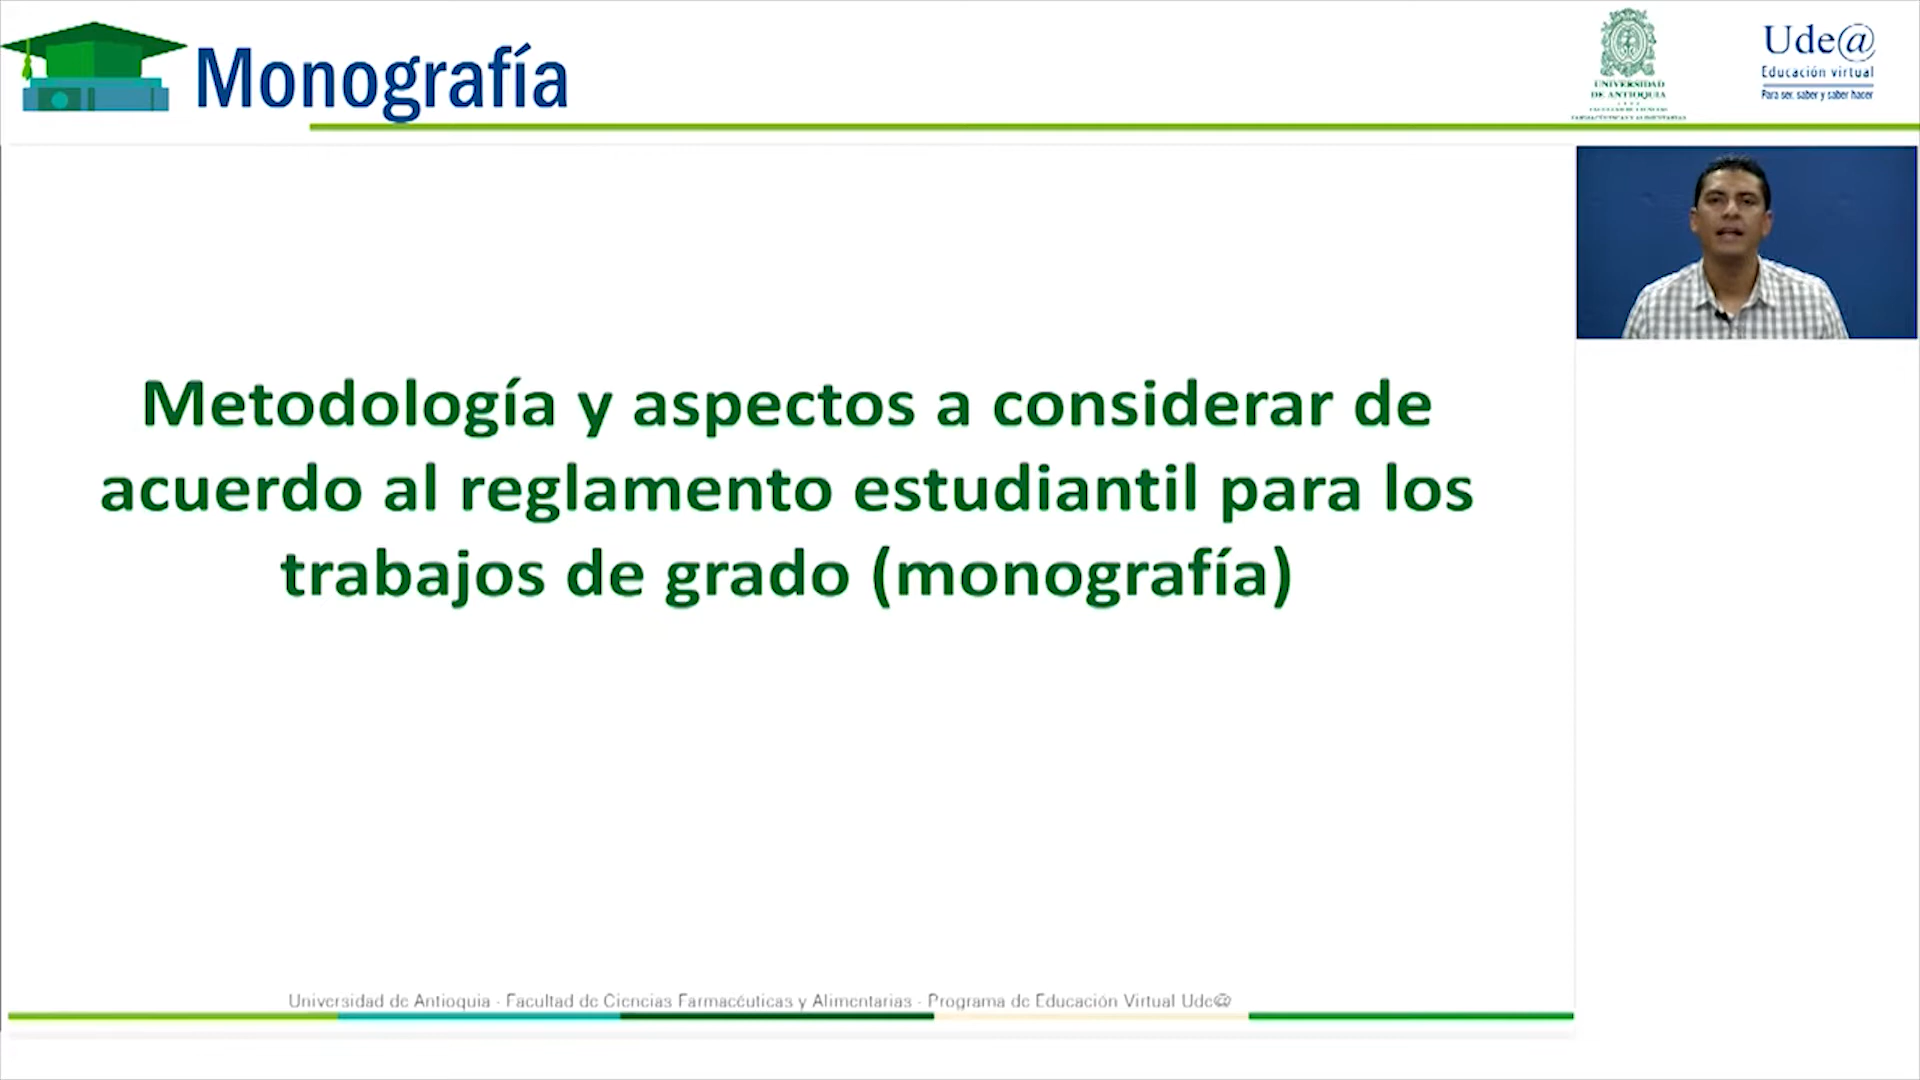 Monografía
UNIVERSIDAD
DE ANTIOQUIA
1803
FACULTAD DE CIENCIAS
FARMACÉUTICAS Y ALIMENTARIAS
Ude@
Educación virtual
Para ser, saber y saber hacer
Metodología y aspectos a considerar de
acuerdo al reglamento estudiantil para los
trabajos de grado (monografía)
Universidad de Antioquia - Facultad de Ciencias Farmacéuticas y Alimentarias - Programa de Educación Virtual Ude@